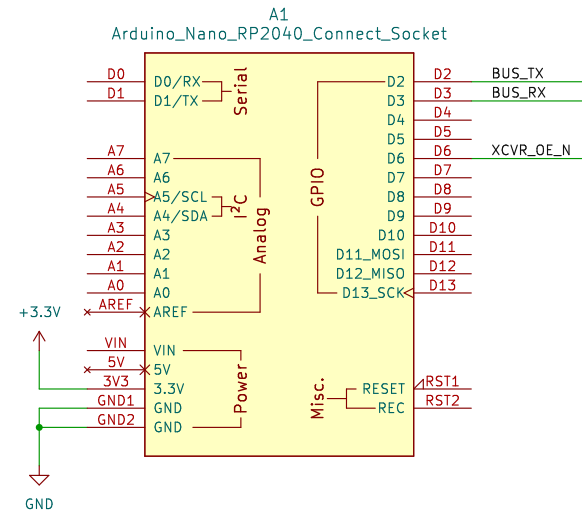 A1
Arduino_Nano_RP2040_Connect_Socket
D0 D0/RX
D1 D1/TX
Serial
A7 A7
A6 A6
A5 A5/SCL
A4 A4/SDA
I²C
A3 A3
A2 A2
A1 A1
A0 A0
AREF AREF
Analog
VIN VIN
5V 5V
3V3 3.3V
GND1 GND
GND2 GND
Power
+3.3V
GND
GPIO
D2 D2 BUS_TX
D3 D3 BUS_RX
D4 D4
D5 D5
D6 D6 XCVR_OE_N
D7 D7
D8 D8
D9 D9
D10 D10
D11_MOSI D11
D12_MISO D12
D13_SCK D13
Misc.
RESET RST1
REC RST2